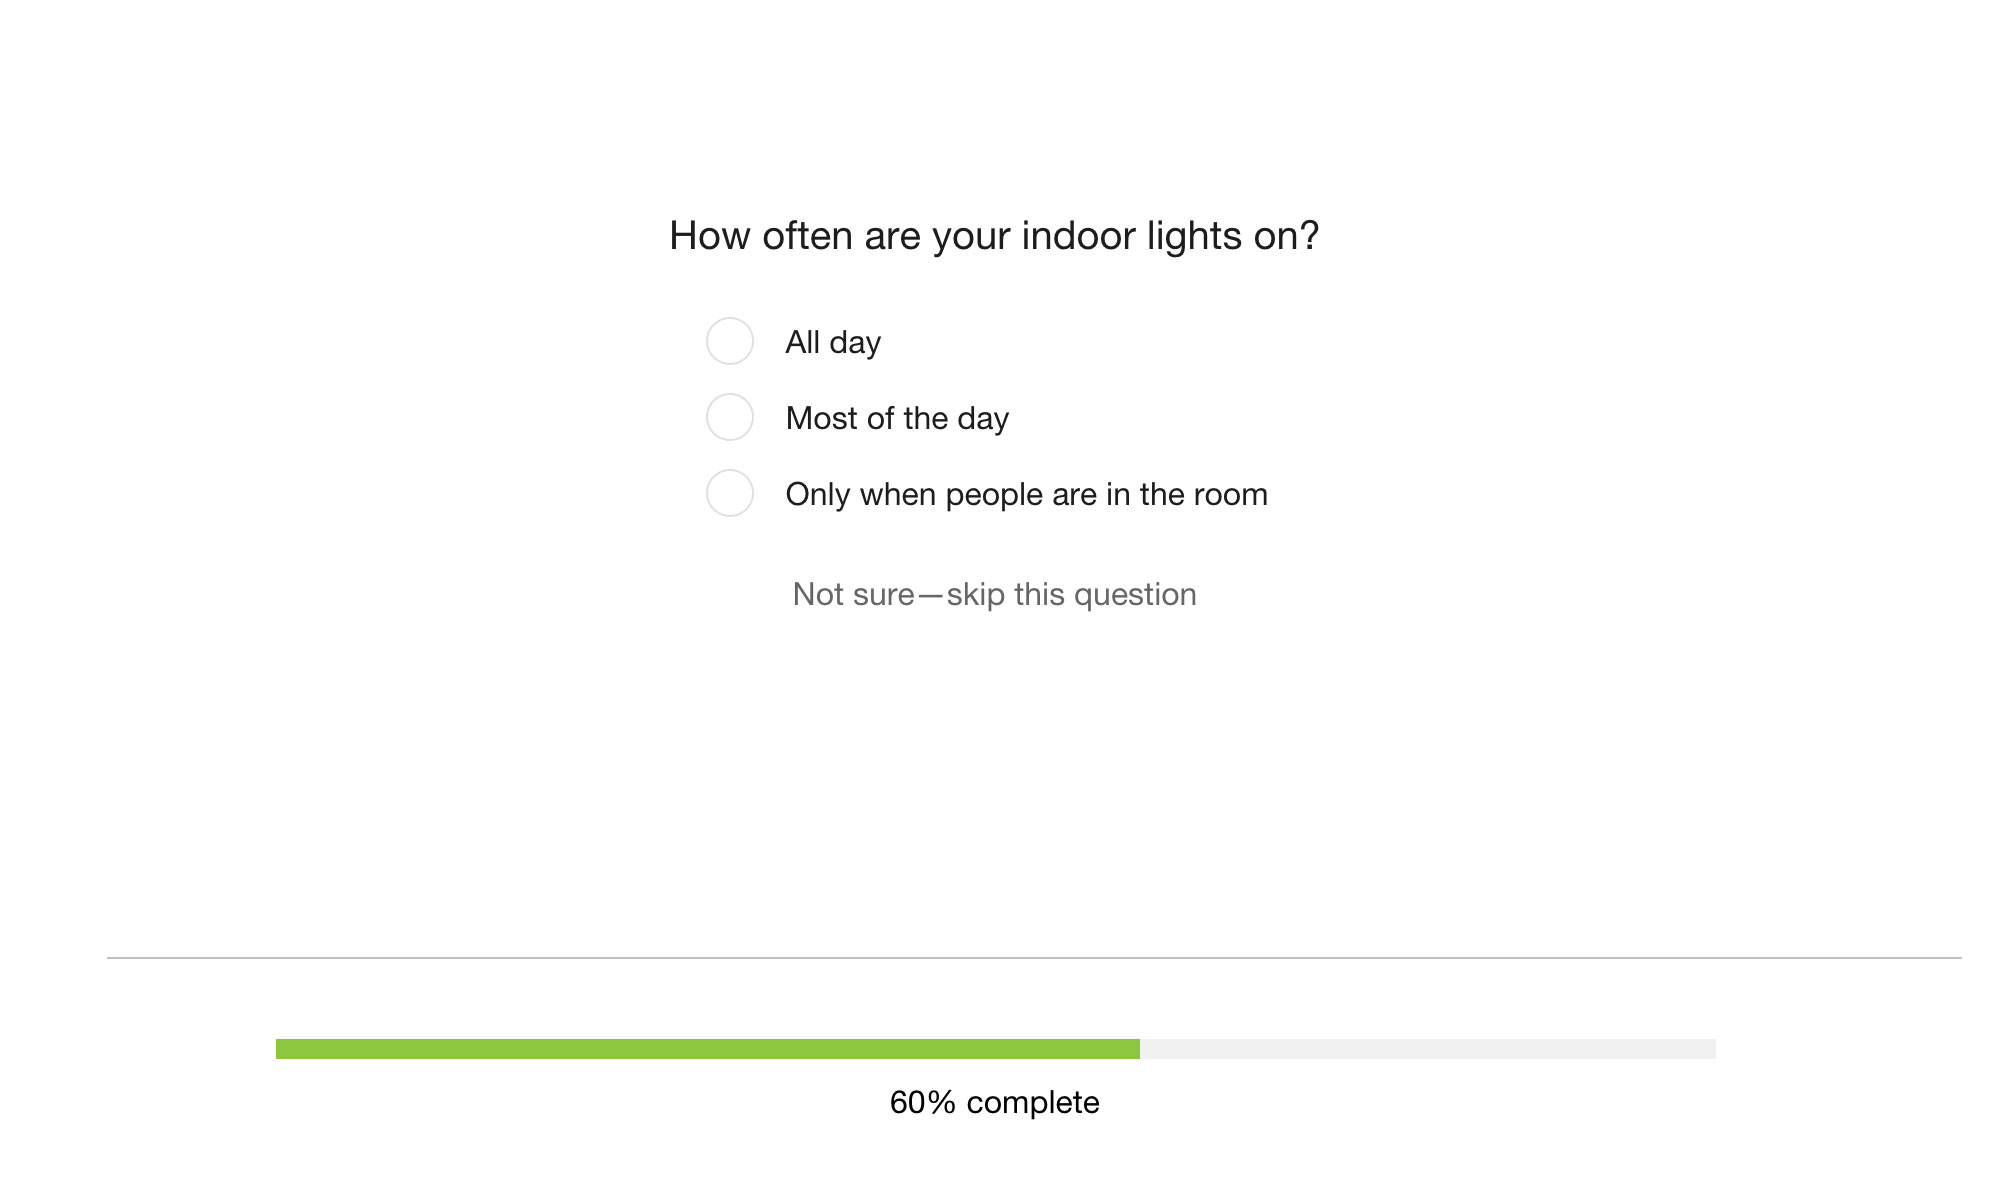 How often are your indoor lights on?
All day
Most of the day
Only when people are in the room
Not sure—skip this question
60% complete